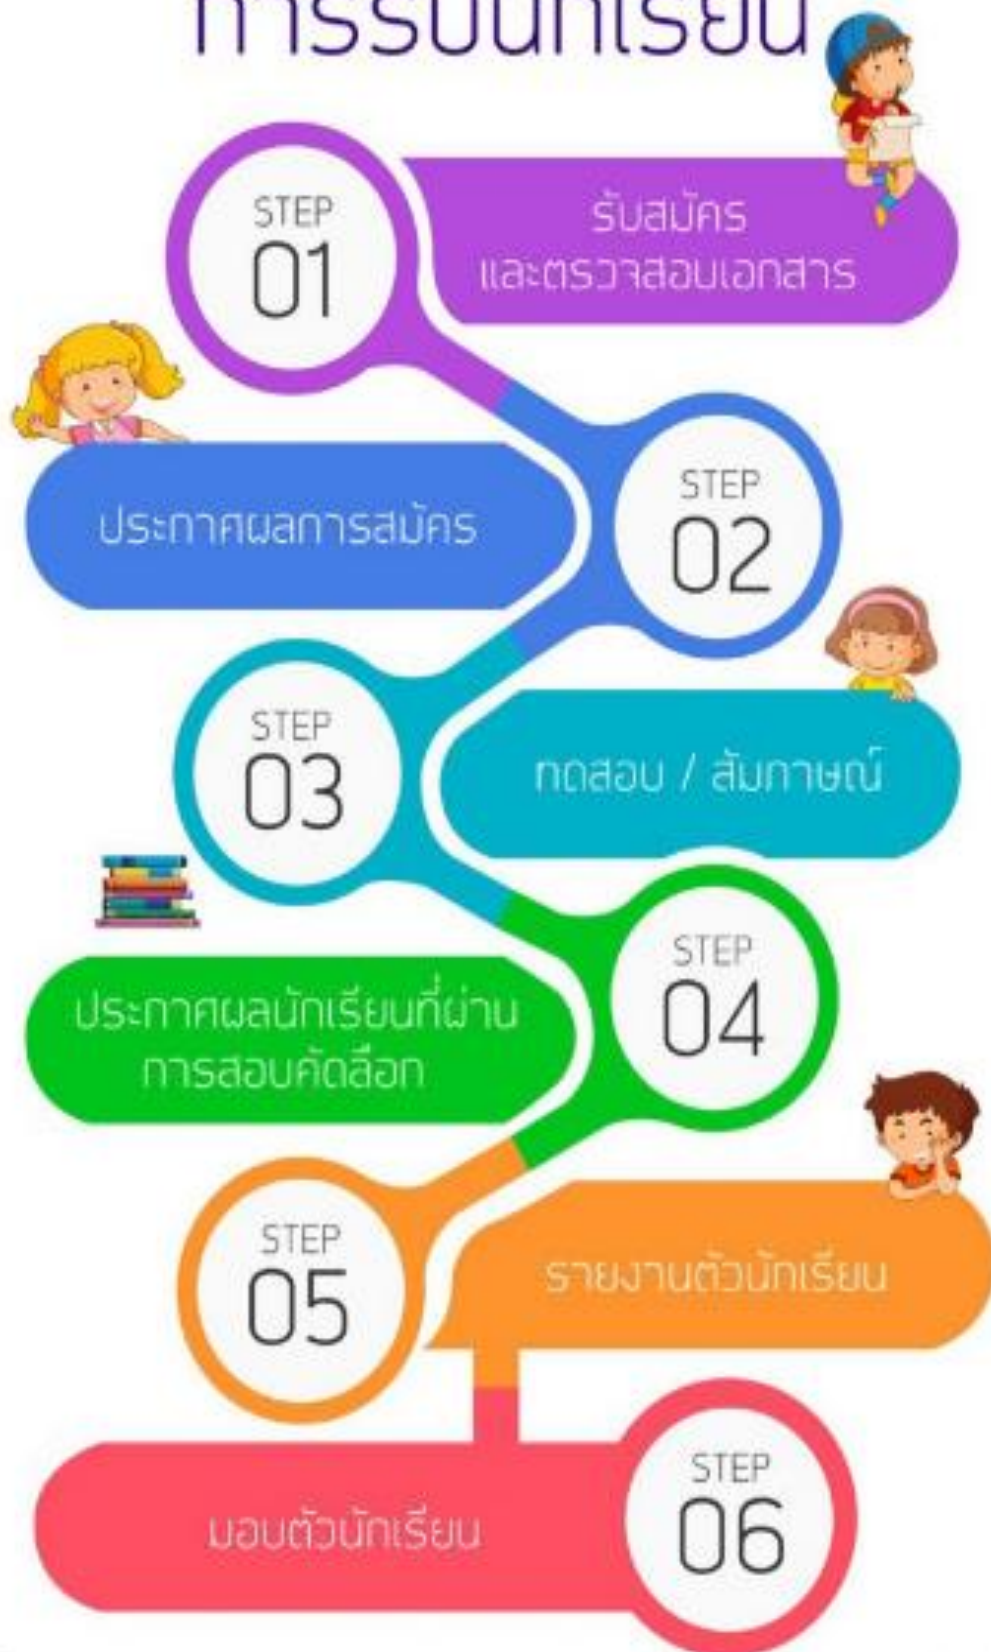 การรับนักเรียน
STEP
01
รับสมัคร
และตรวจสอบเอกสาร
STEP
02
ประกาศผลการสมัคร
STEP
03
ทดสอบ / สัมภาษณ์
STEP
04
ประกาศผลนักเรียนที่ผ่าน
การสอบคัดลือก
STEP
05
รายงานตัวนักเรียน
STEP
06
มอบตัวนักเรียน